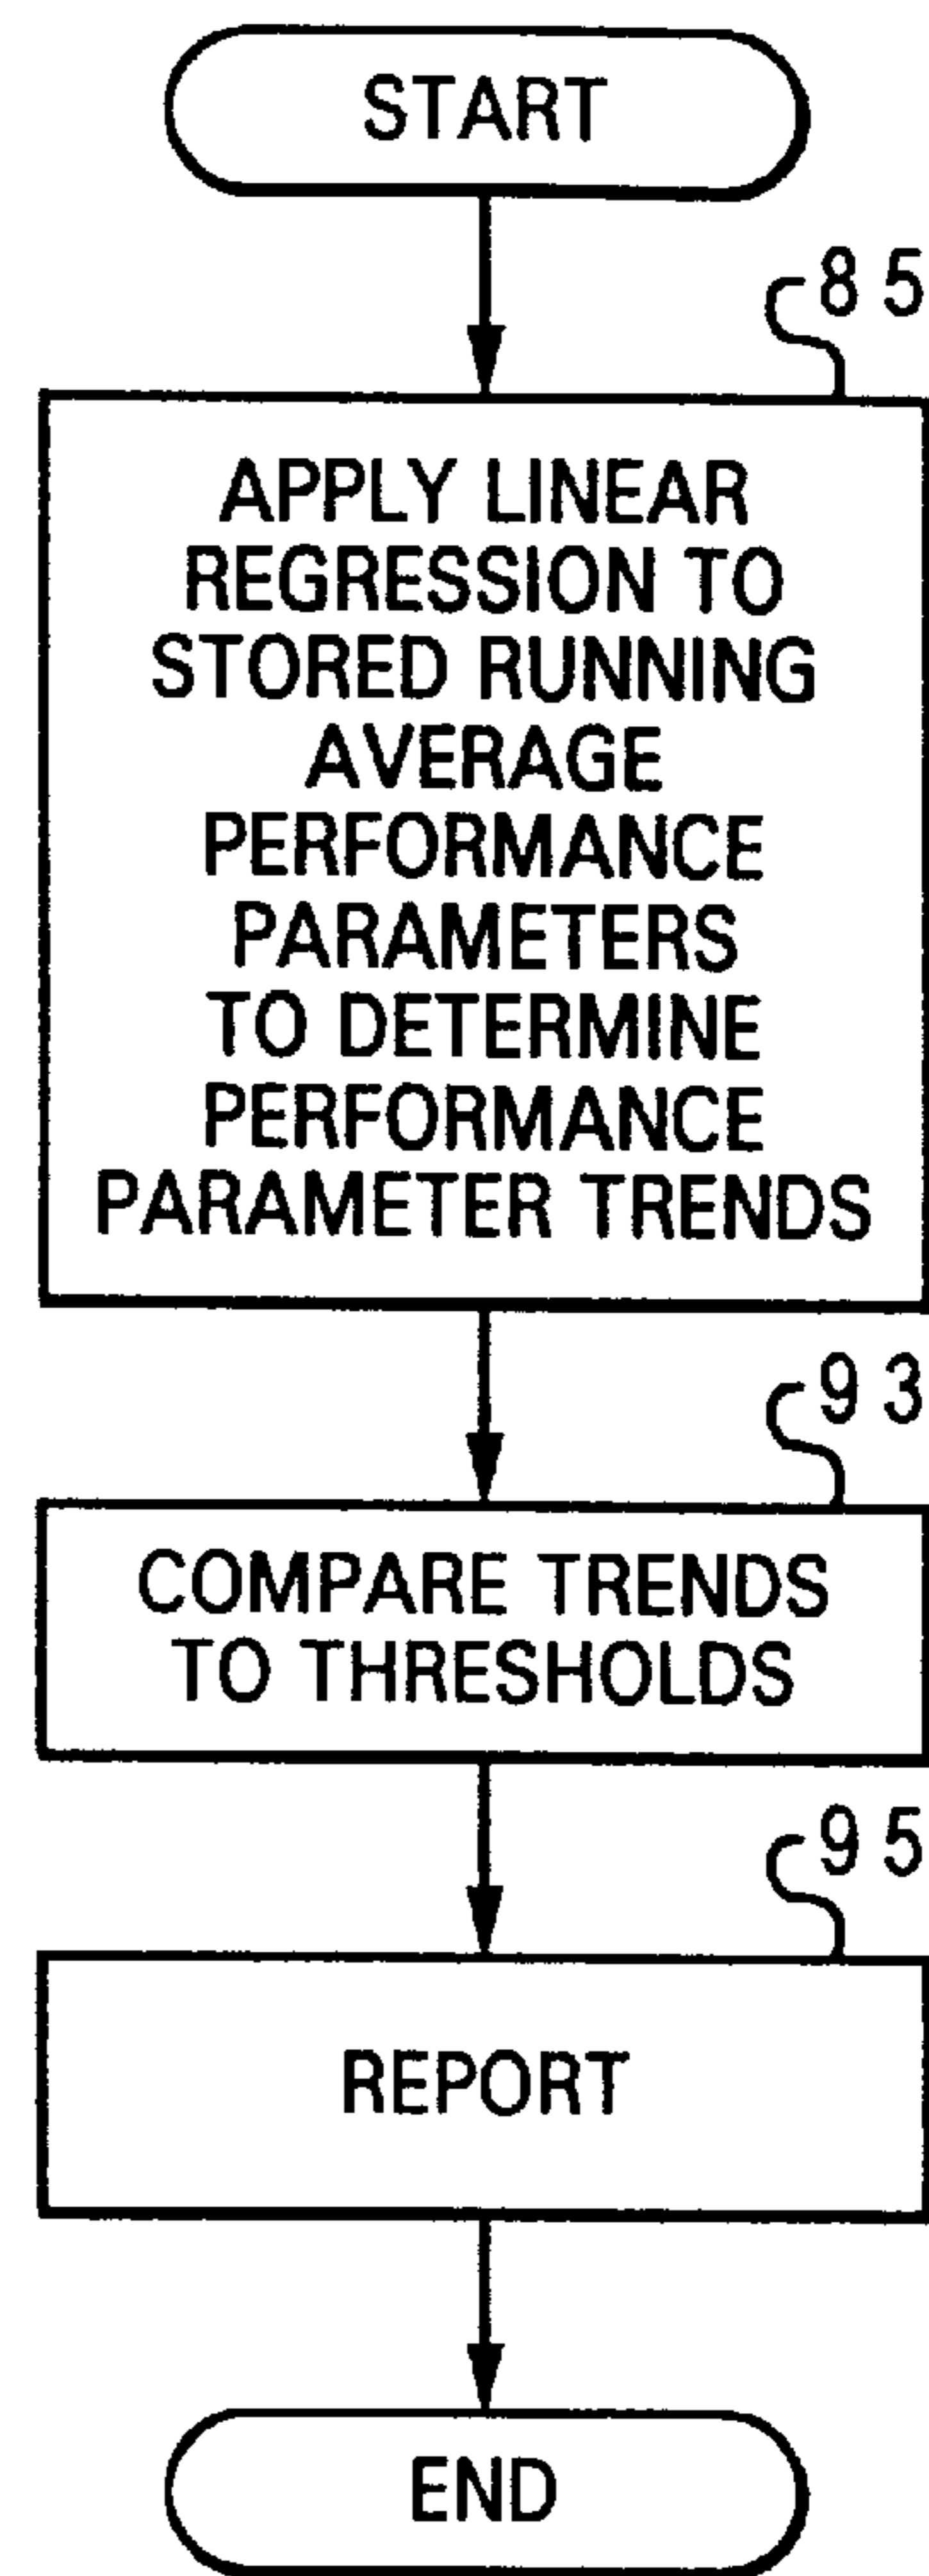 START
85
APPLY LINEAR
REGRESSION TO
STORED RUNNING
AVERAGE
PERFORMANCE
PARAMETERS
TO DETERMINE
PERFORMANCE
PARAMETER TRENDS
93
COMPARE TRENDS
TO THRESHOLDS
95
REPORT
END